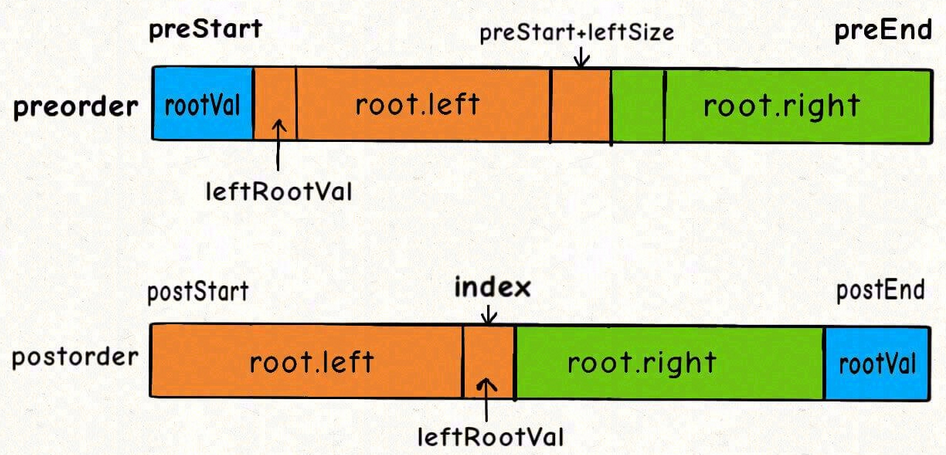 preStart
preStart+leftSize
preEnd
preorder
rootVal
root.left
root.right
leftRootVal
postStart
index
postEnd
postorder
root.left
root.right
rootVal
leftRootVal